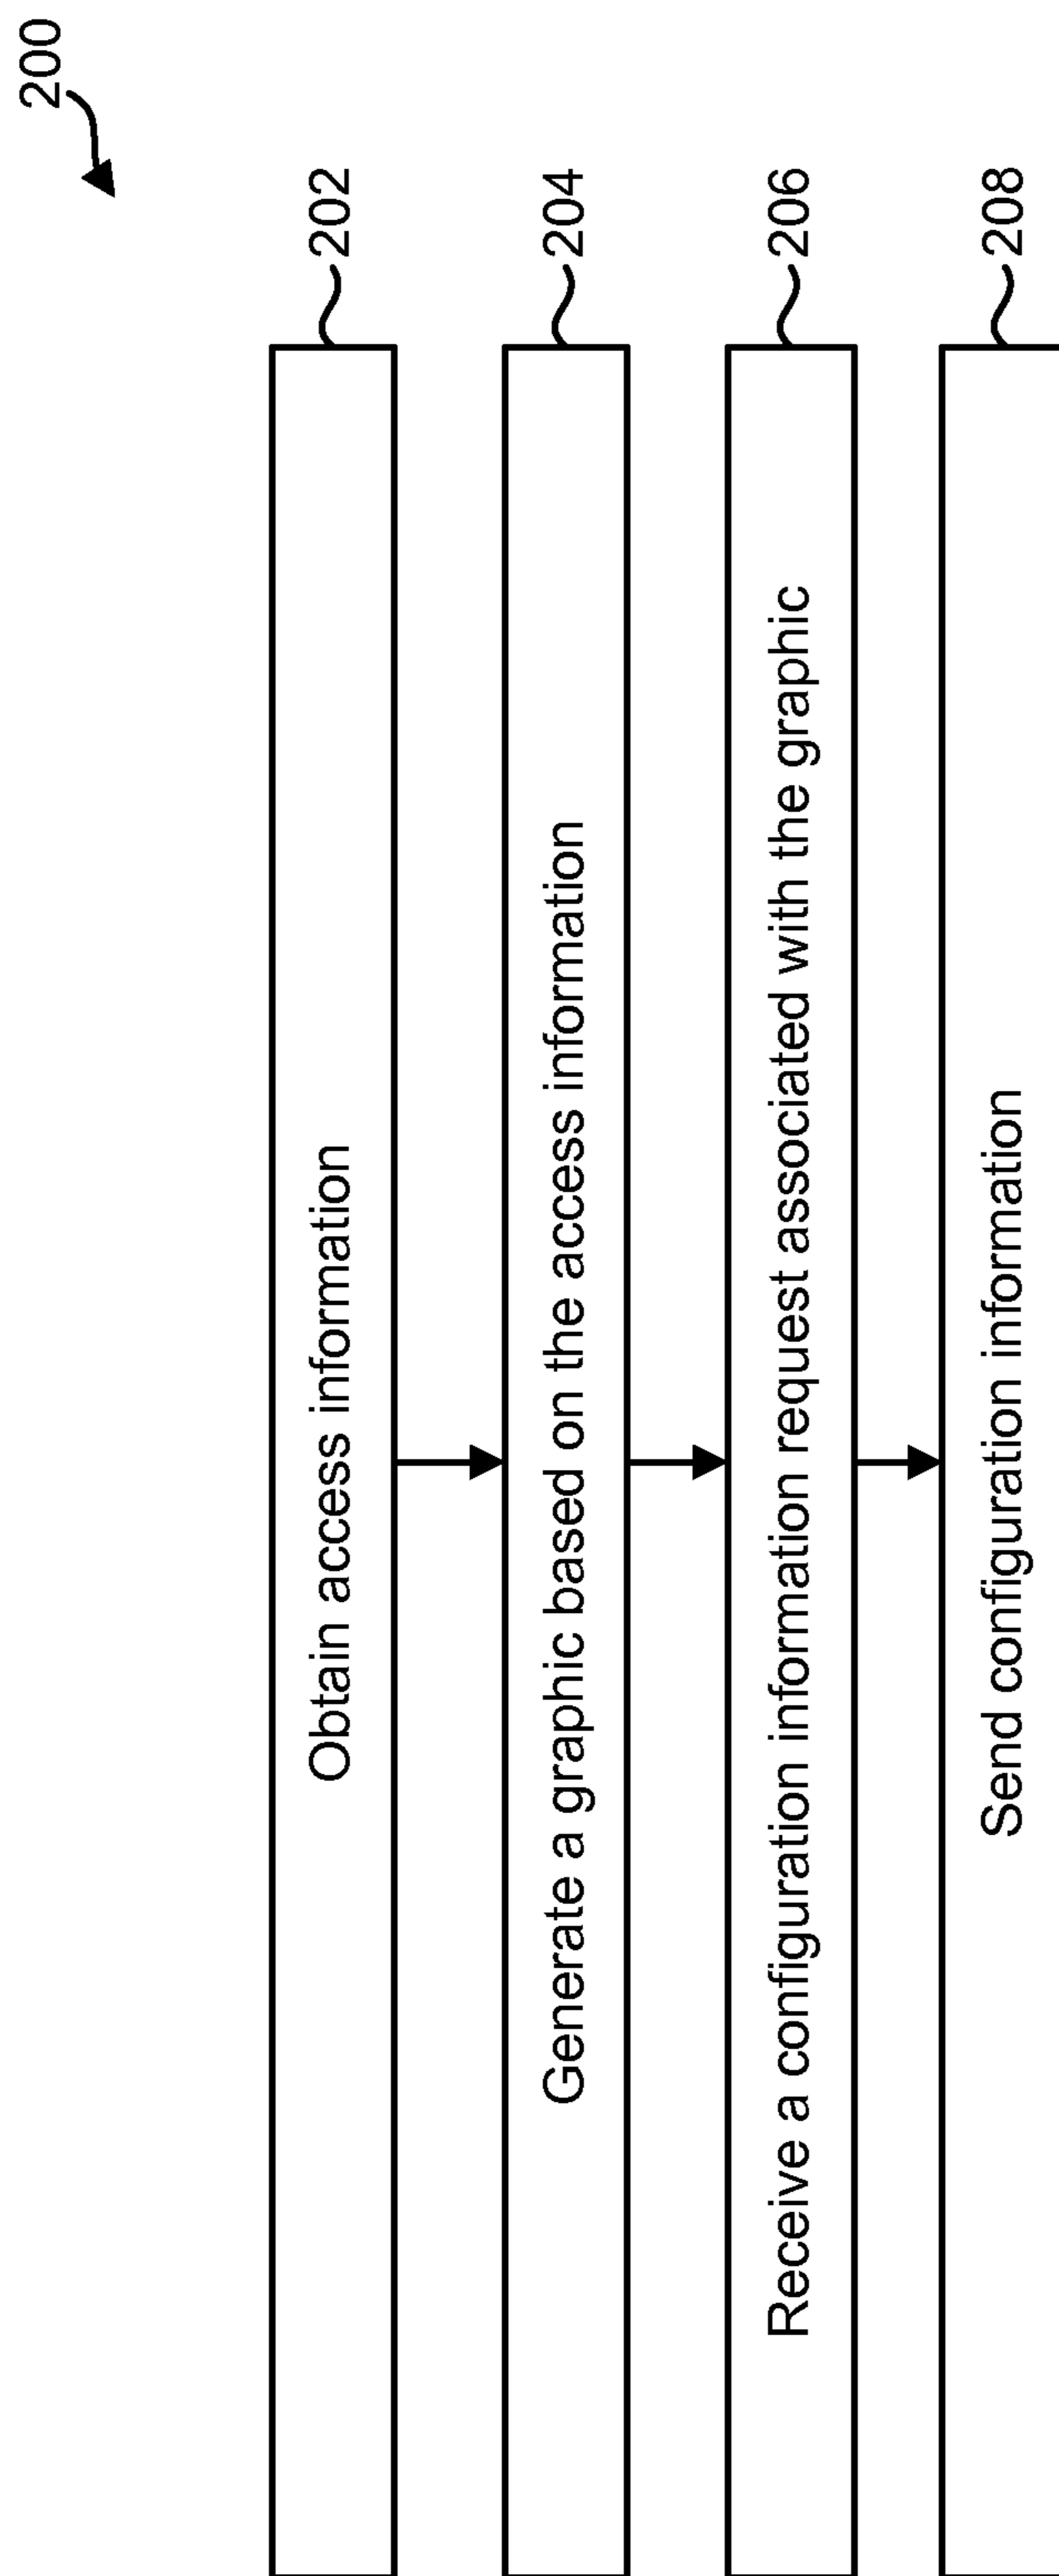 200
Obtain access information
202
Generate a graphic based on the access information
204
Receive a configuration information request associated with the graphic
206
Send configuration information
208